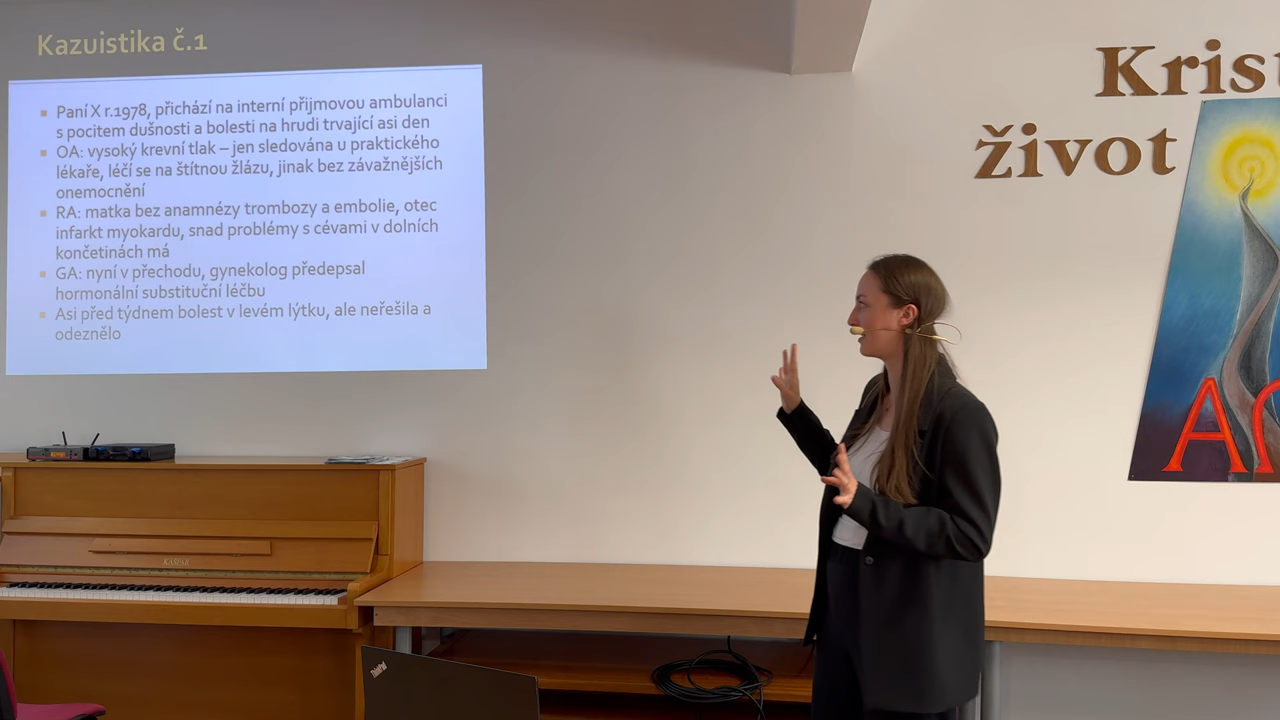 Kazuistika č.1
Paní X r.1978, přichází na interní přijmovou ambulanci
s pocitem dušnosti a bolesti na hrudi trvající asi den
OA: vysoký krevní tlak – jen sledována u praktického
lékaře, léčí se na štítnou žlázu, jinak bez závažnějších
onemocnění
RA: matka bez anamnézy trombozy a embolie, otec
infarkt myokardu, snad problémy s cévami v dolních
končetinách má
GA: nyní v přechodu, gynekolog předepsal
hormonální substituční léčbu
Asi před týdnem bolest v levém lýtku, ale neřešila a
odeznělo
Krist
život
ΑΩ
KASPAR
ThinkPad